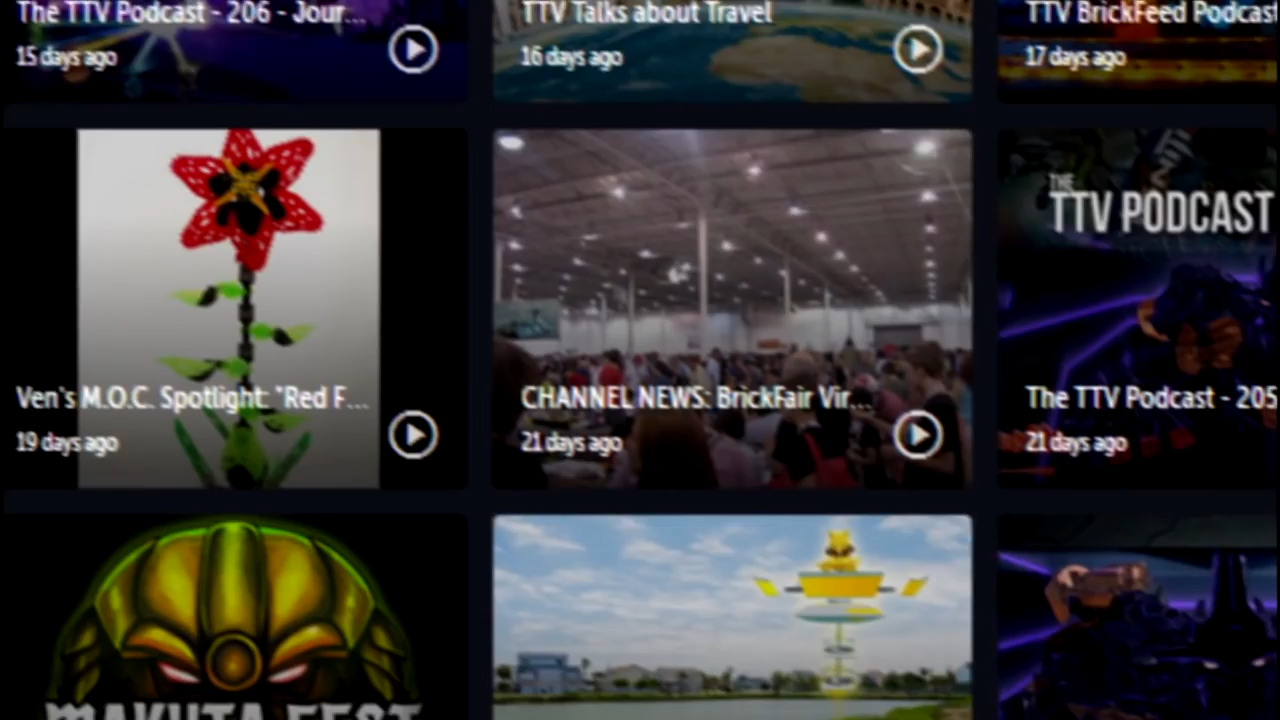 The TTV Podcast - 206 - Jour...
15 days ago
TTV Talks about Travel
16 days ago
TTV BrickFeed Podcast
17 days ago
Ven's M.O.C. Spotlight: "Red F...
19 days ago
CHANNEL NEWS: BrickFair Vir...
21 days ago
THE
TTV PODCAST
The TTV Podcast - 205
21 days ago
MAKUTA FEST